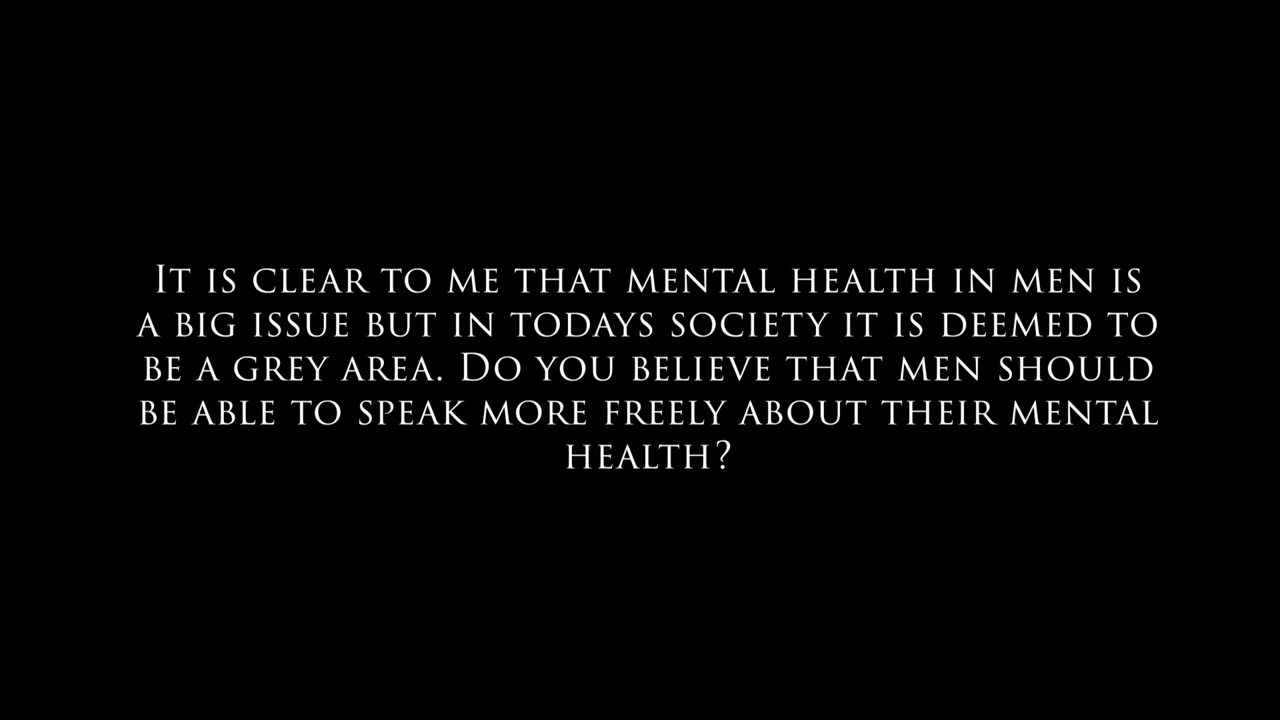 It is clear to me that mental health in men is
a big issue but in todays society it is deemed to
be a grey area. Do you believe that men should
be able to speak more freely about their mental
health?